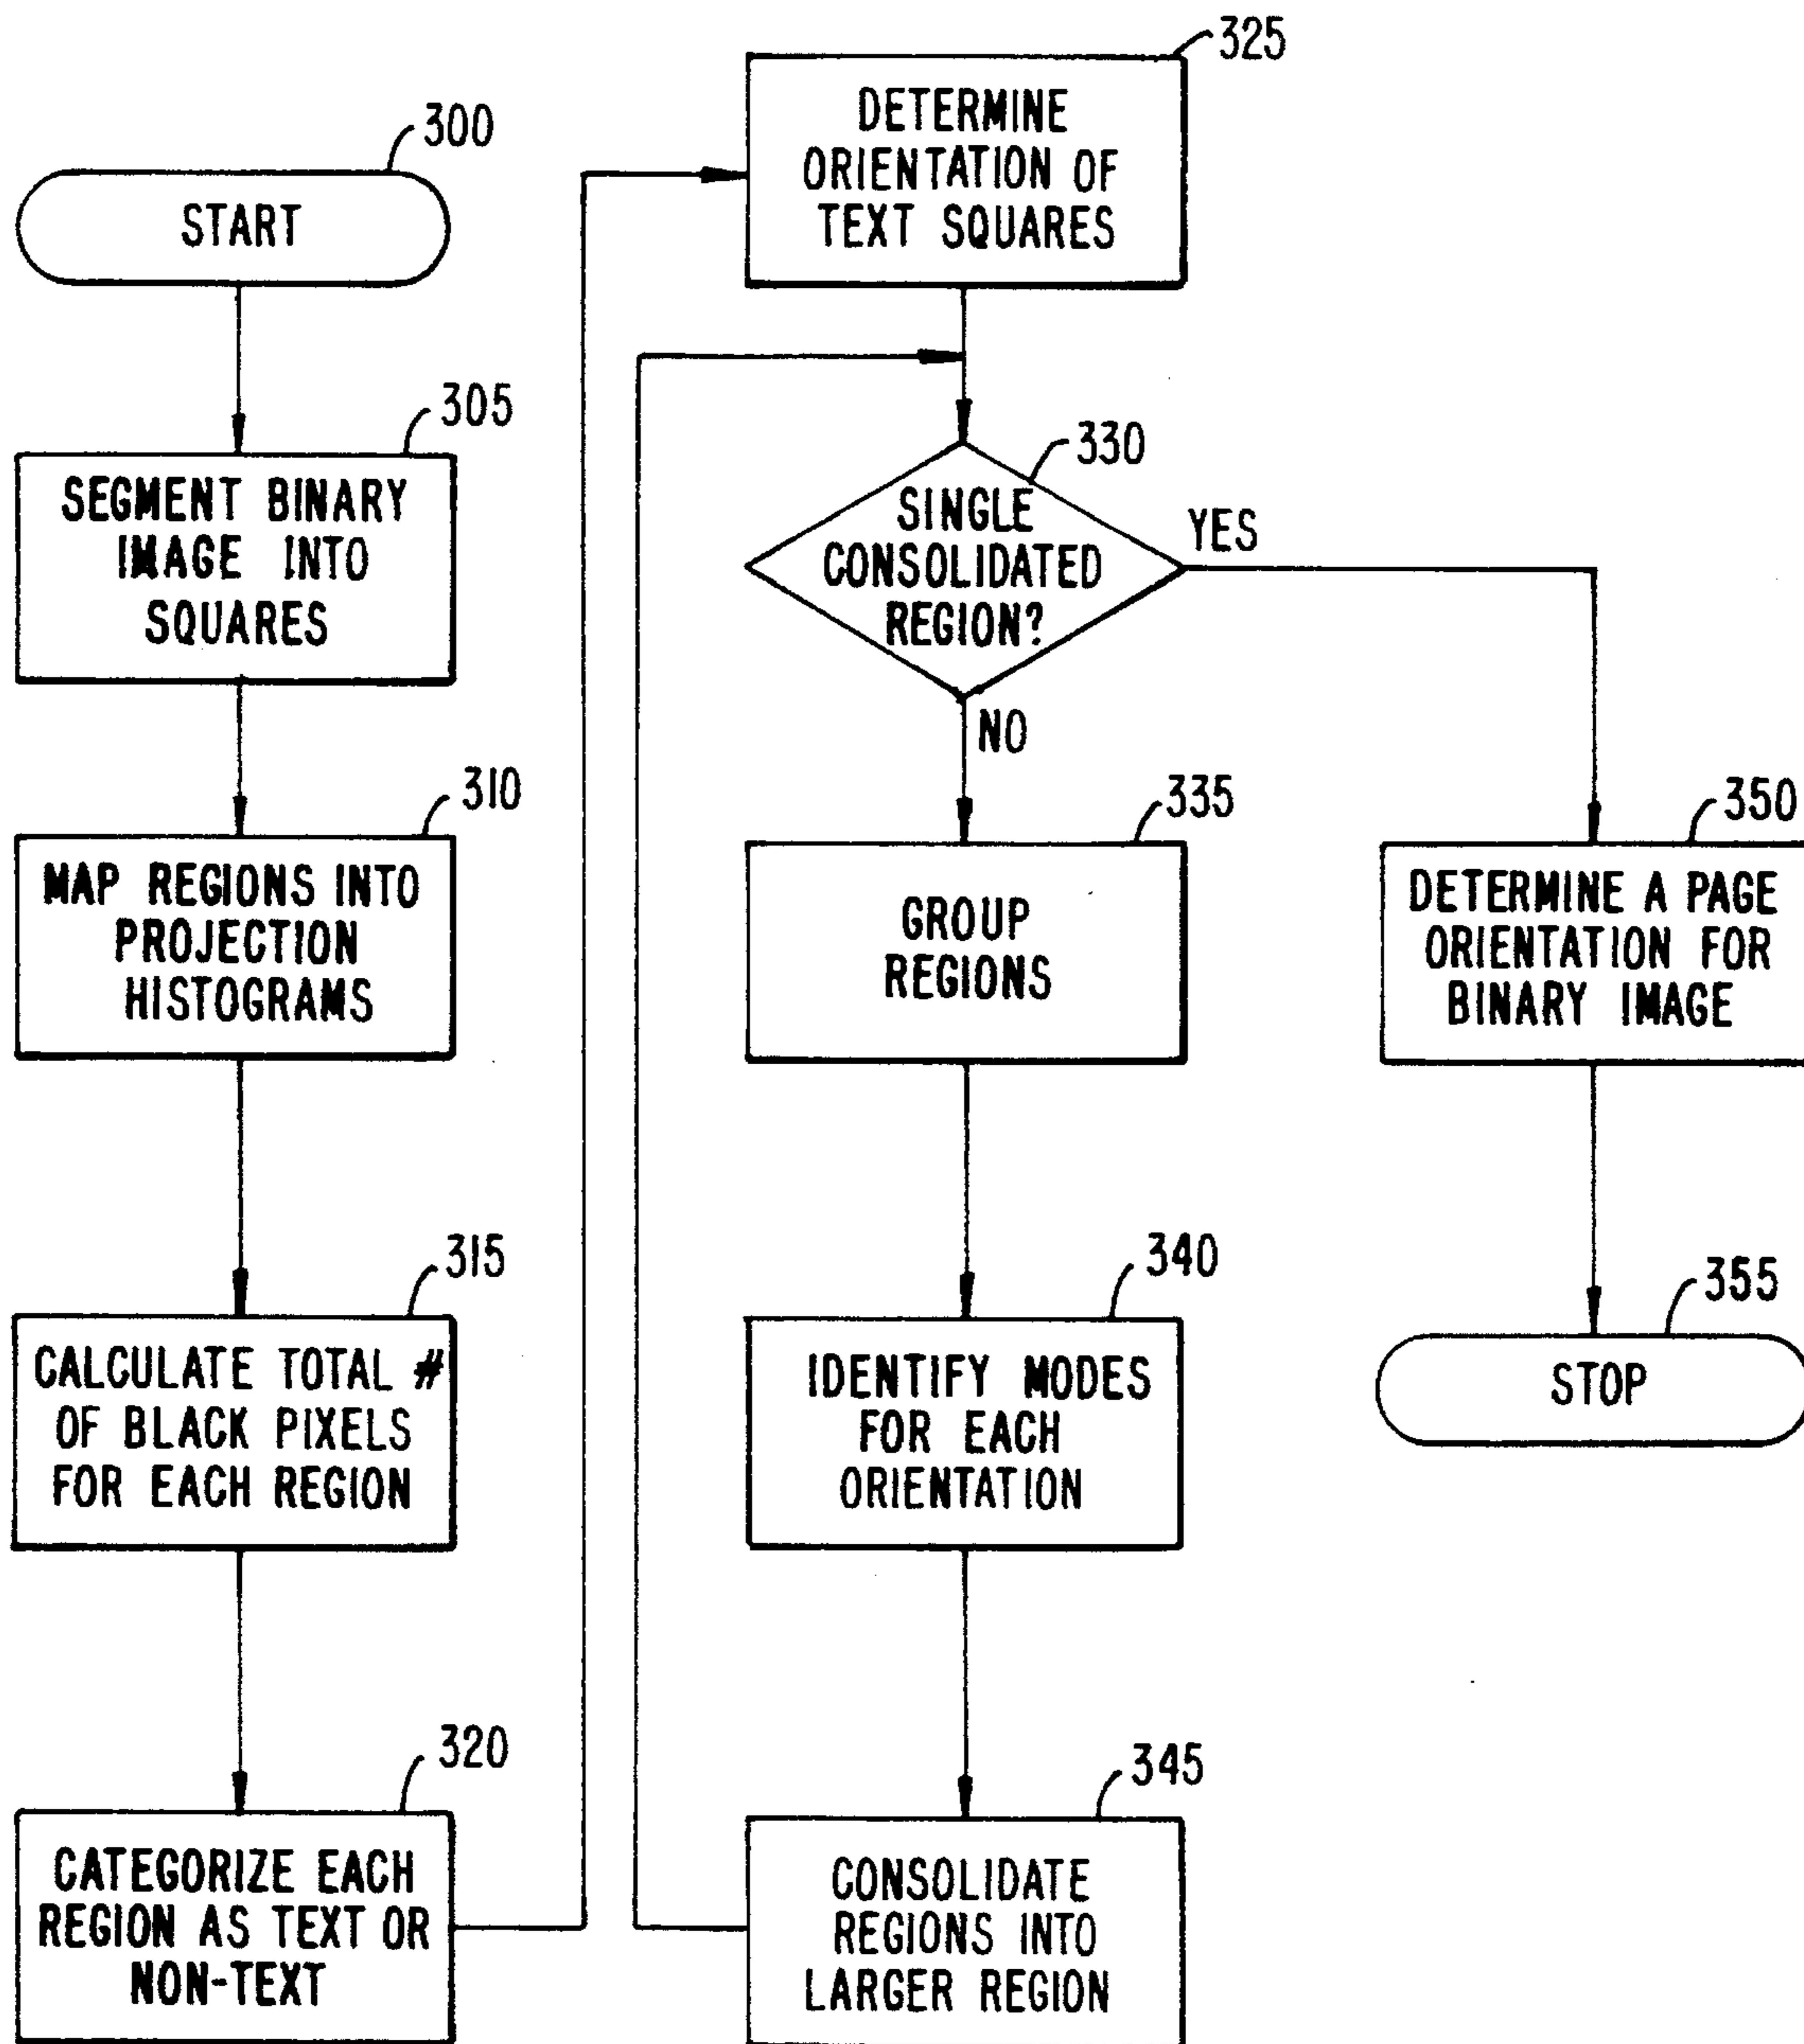 300
START
305
SEGMENT BINARY
IMAGE INTO
SQUARES
310
MAP REGIONS INTO
PROJECTION
HISTOGRAMS
315
CALCULATE TOTAL #
OF BLACK PIXELS
FOR EACH REGION
320
CATEGORIZE EACH
REGION AS TEXT OR
NON-TEXT
325
DETERMINE
ORIENTATION OF
TEXT SQUARES
330
SINGLE
CONSOLIDATED
REGION?
YES
NO
335
GROUP
REGIONS
340
IDENTIFY MODES
FOR EACH
ORIENTATION
345
CONSOLIDATE
REGIONS INTO
LARGER REGION
350
DETERMINE A PAGE
ORIENTATION FOR
BINARY IMAGE
355
STOP